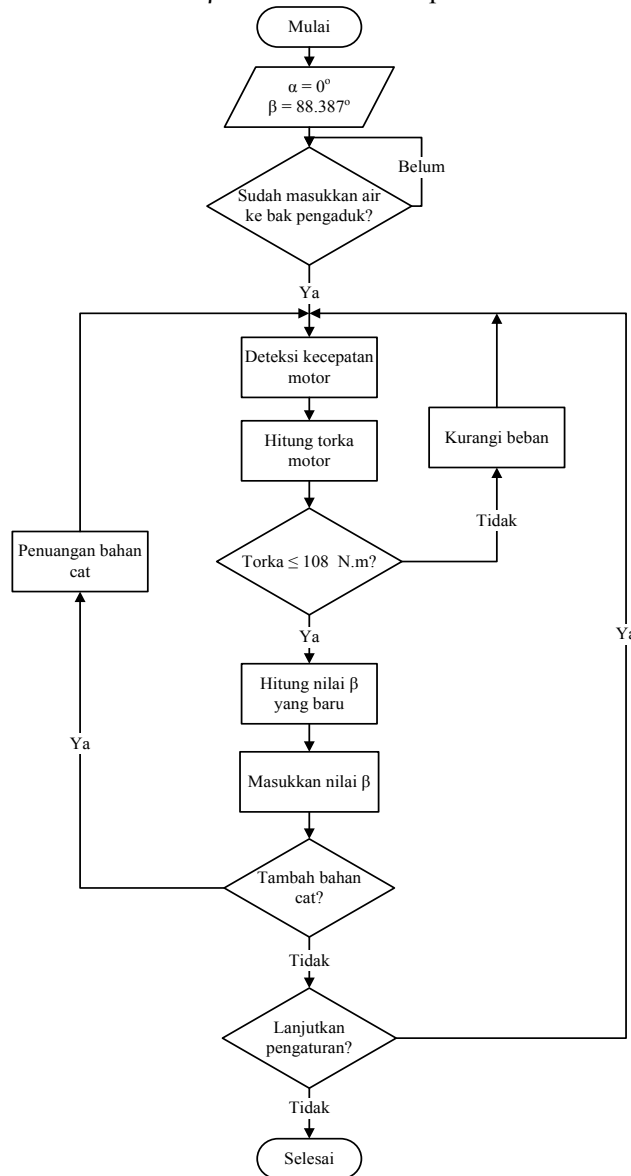 Mulai
α = 0°
β = 88.387°
Belum
Sudah masukkan air
ke bak pengaduk?
Ya
Deteksi kecepatan
motor
Hitung torka
motor
Kurangi beban
Tidak
Penuangan bahan
cat
Torka ≤ 108 N.m?
Ya
Ya
Hitung nilai β
yang baru
Ya
Masukkan nilai β
Tambah bahan
cat?
Tidak
Lanjutkan
pengaturan?
Tidak
Selesai